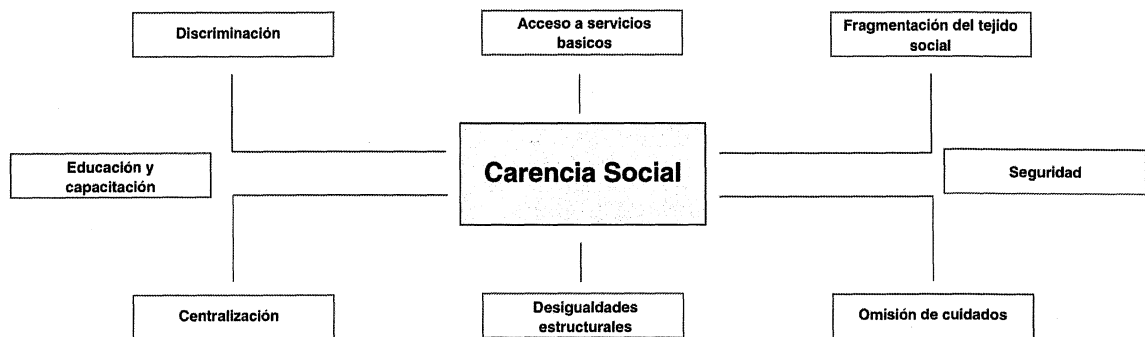 Discriminación
Acceso a servicios
basicos
Fragmentación del tejido
social
Educación y
capacitación
Carencia Social
Seguridad
Centralización
Desigualdades
estructurales
Omisión de cuidados